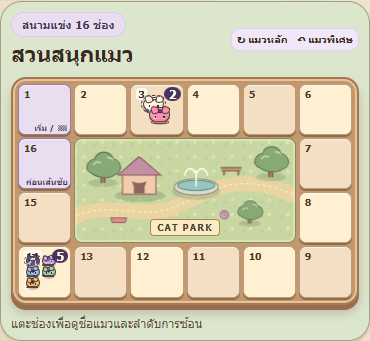 สนามแข่ง 16 ช่อง
สวนสนุกแมว
↻ แมวหลัก ↶ แมวพิเศษ
1 2 3 2 4 5 6
เริ่ม /
16 7
ก่อนเส้นชัย
15 8
CAT PARK
5 13 12 11 10 9
แตะช่องเพื่อดูชื่อแมวและลำดับการซ้อน